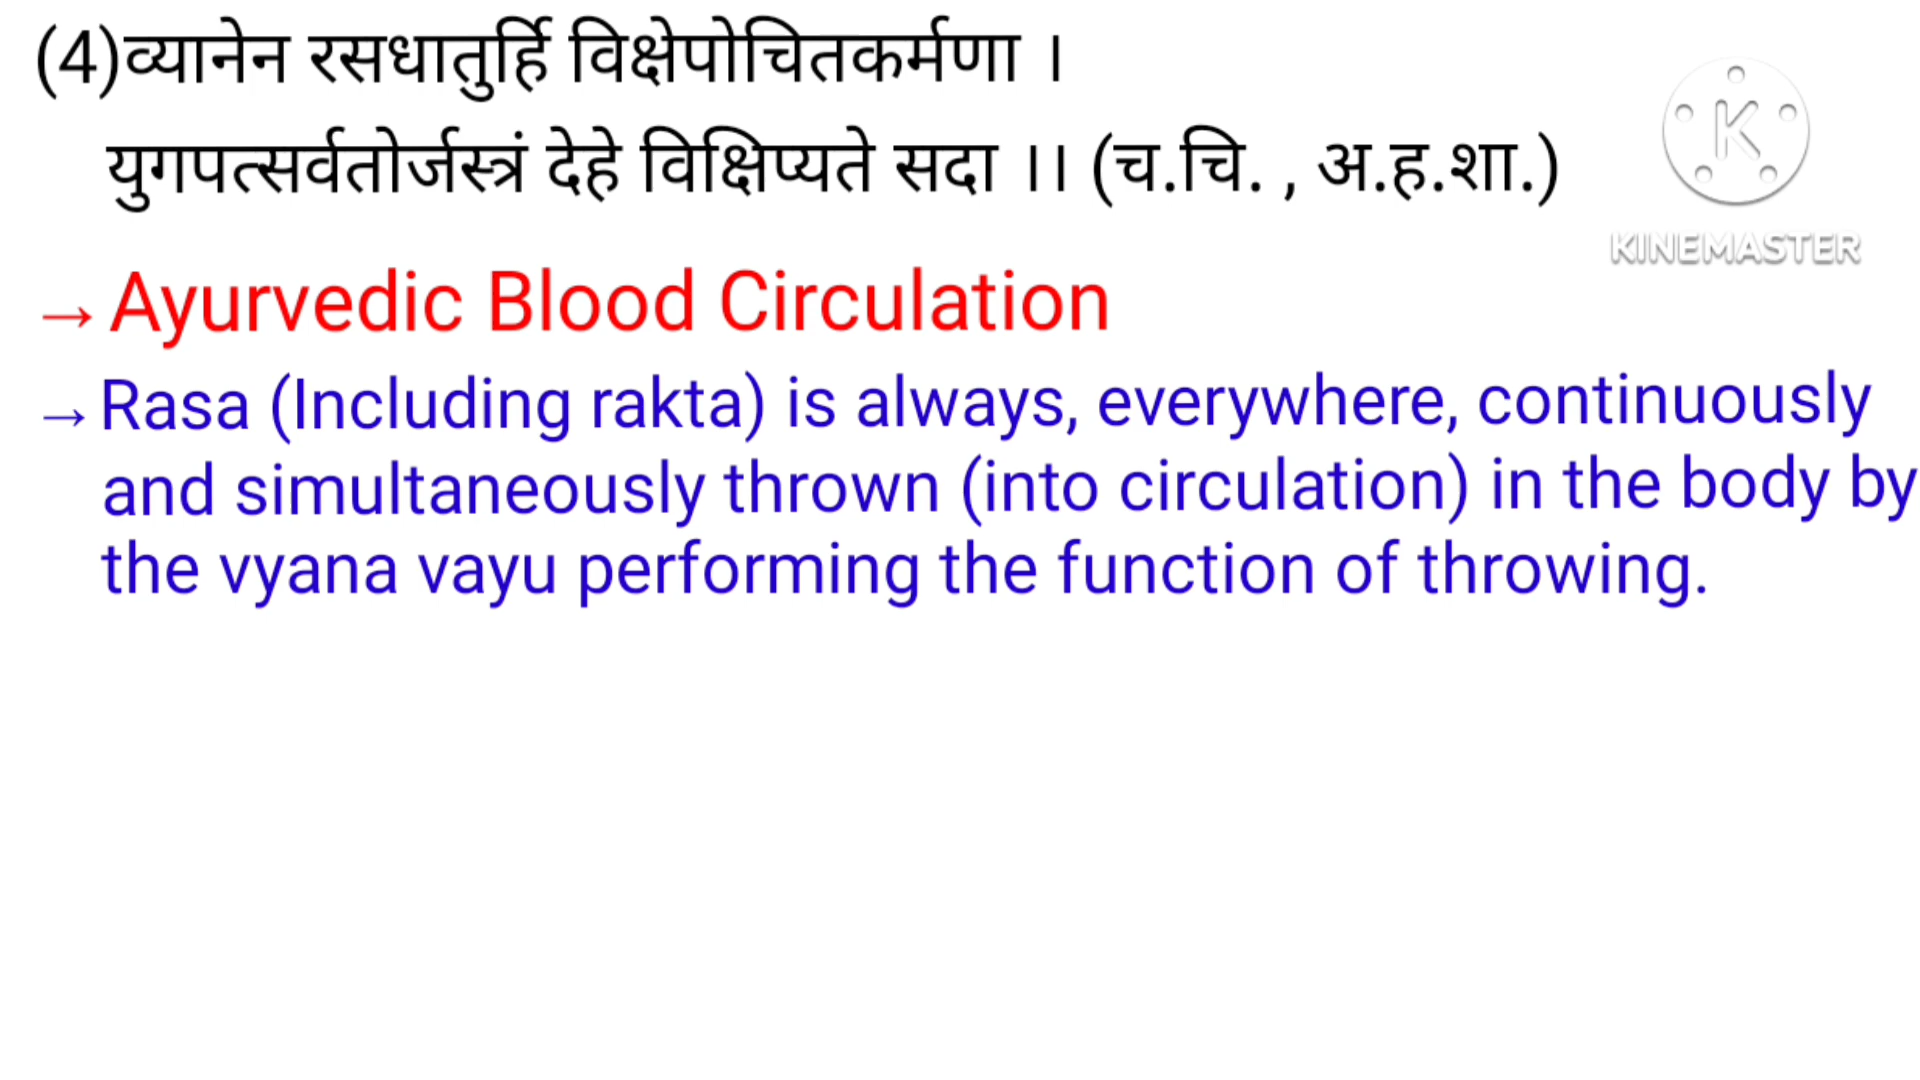 (4)व्यानेन रसधातुर्हि विक्षेपोचितकर्मणा ।
युगपत्सर्वतोर्जस्त्रं देहे विक्षिप्यते सदा ।। (च.चि. , अ.ह.शा.)
K
KINEMASTER
→Ayurvedic Blood Circulation
→Rasa (Including rakta) is always, everywhere, continuously
and simultaneously thrown (into circulation) in the body by
the vyana vayu performing the function of throwing.